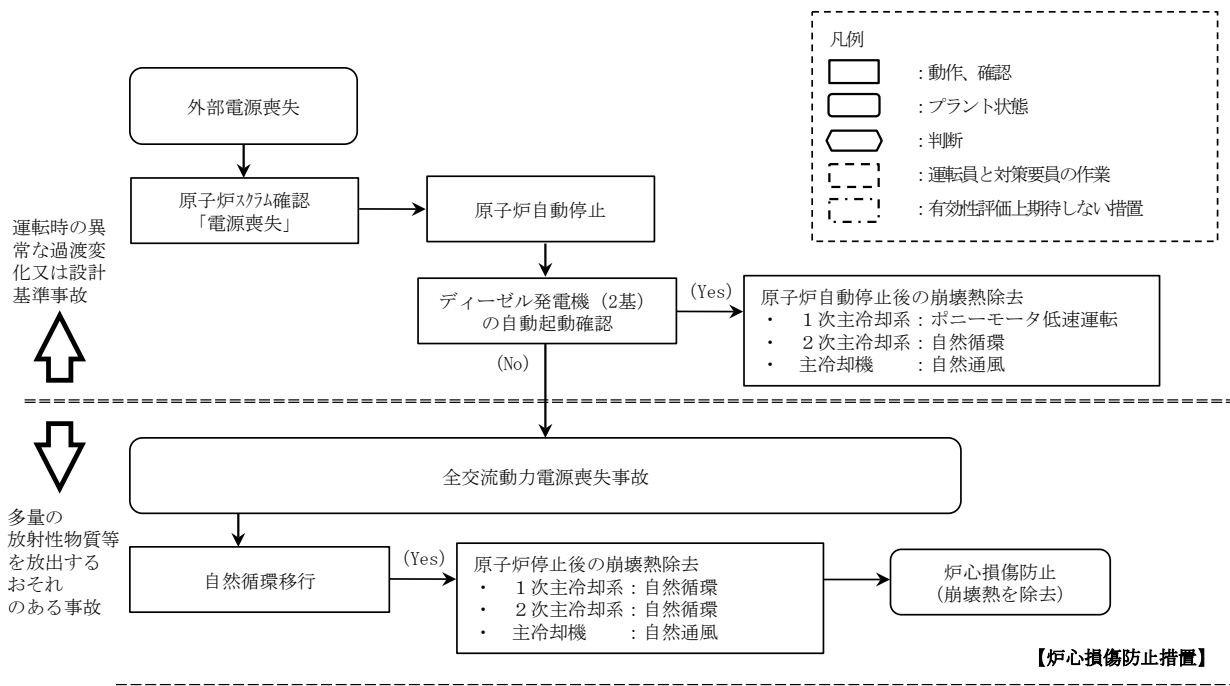 凡例
：動作、確認
：プラント状態
：判断
：運転員と対策要員の作業
：有効性評価上期待しない措置
外部電源喪失
原子炉ｽｸﾗﾑ確認
「電源喪失」
原子炉自動停止
運転時の異
常な過渡変
化又は設計
基準事故
ディーゼル発電機（2基）
の自動起動確認
(Yes)
原子炉自動停止後の崩壊熱除去
・ １次主冷却系：ポニーモータ低速運転
・ ２次主冷却系：自然循環
・ 主冷却機　　：自然通風
(No)
全交流動力電源喪失事故
多量の
放射性物質等
を放出する
おそれ
のある事故
自然循環移行
(Yes)
原子炉停止後の崩壊熱除去
・ １次主冷却系：自然循環
・ ２次主冷却系：自然循環
・ 主冷却機　　：自然通風
炉心損傷防止
(崩壊熱を除去)
【炉心損傷防止措置】